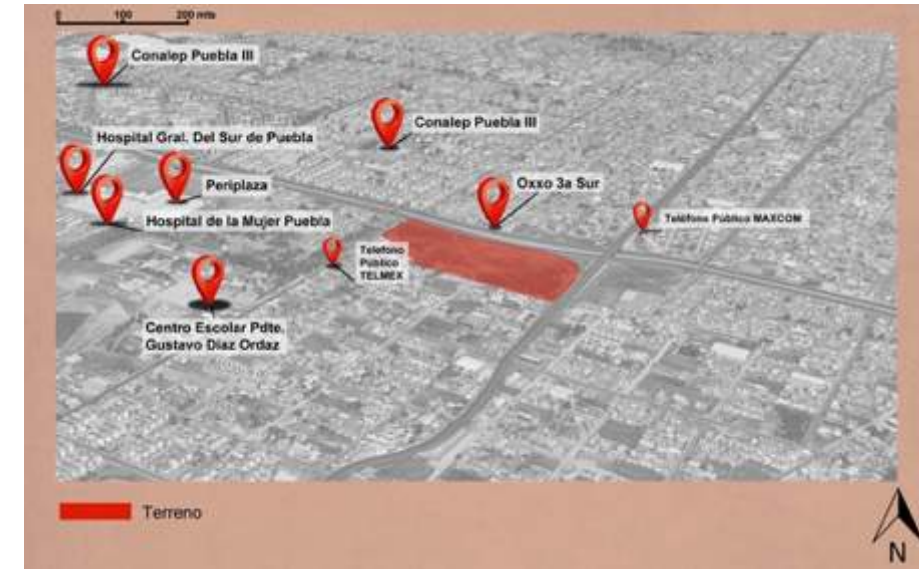 0 100 200 mts
Conalep Puebla III
Conalep Puebla III
Hospital Gral. Del Sur de Puebla
Periplaza
Oxxo 3a Sur
Hospital de la Mujer Puebla
Teléfono Público MAXCOM
Telefono
Público
TELMEX
Centro Escolar Pdte.
Gustavo Diaz Ordaz
Terreno
N